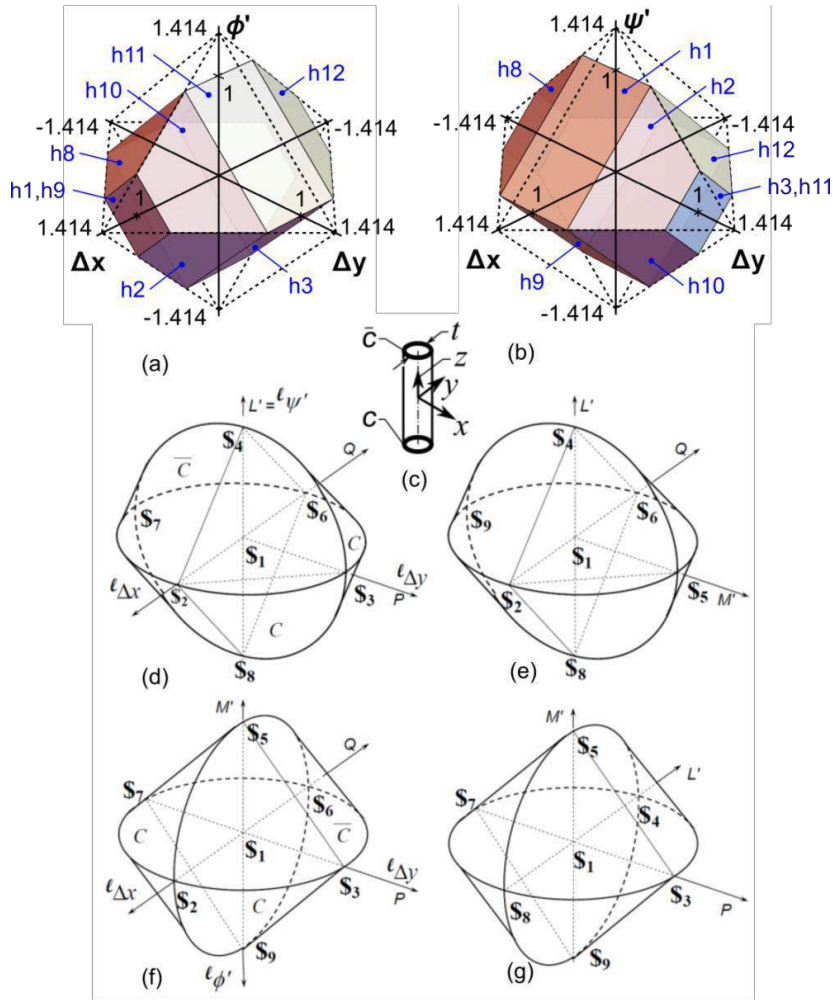 1.414 ϕ'
h11
h10
h12
1
-1.414
-1.414
h8
h1,h9
1
1
1.414
1.414
Δx
Δy
h2
h3
-1.414
(a)
1.414 ψ'
h8
h1
h2
1
-1.414
-1.414
h12
h3,h11
1
1
1.414
1.414
Δx
Δy
h9
h10
-1.414
(b)
C̄
t
z
y
x
C
(c)
L' = ℓψ'
$4
Q
C̄
$7
$6
$1
C
ℓΔx
$2
ℓΔy
$3
P
C
$8
(d)
L'
$4
Q
$9
$6
$1
$2
$5
M'
$8
(e)
M'
$5
Q
$7
$6
C
C̄
$1
ℓΔx
$2
ℓΔy
$3
P
C
$9
ℓϕ'
(f)
M'
$5
L'
$7
$4
$1
$8
$3
P
$9
(g)